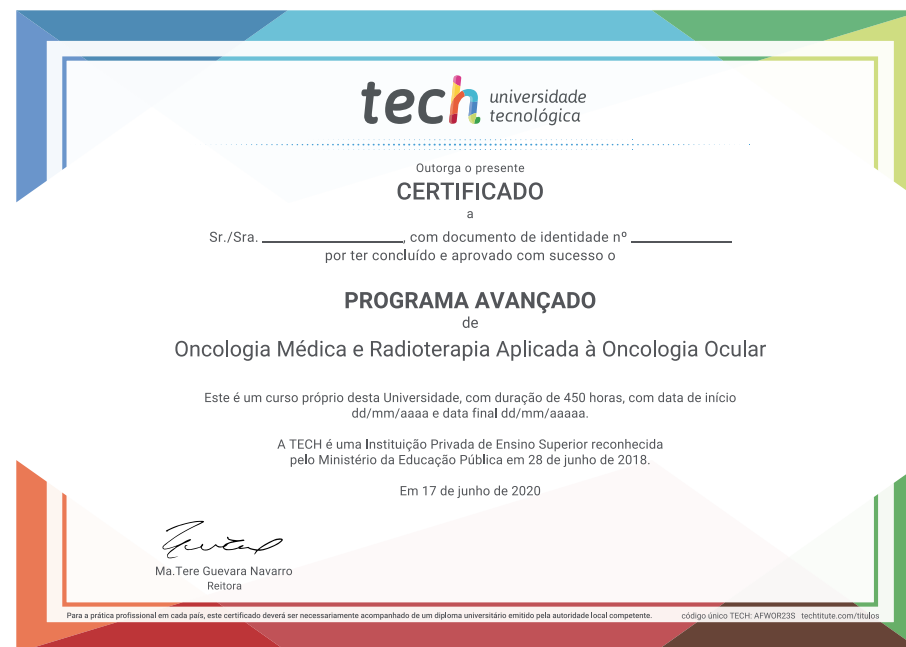 tech universidade
tecnológica
Outorga o presente
CERTIFICADO
a
Sr./Sra. ____________, com documento de identidade nº ____________
por ter concluído e aprovado com sucesso o
PROGRAMA AVANÇADO
de
Oncologia Médica e Radioterapia Aplicada à Oncologia Ocular
Este é um curso próprio desta Universidade, com duração de 450 horas, com data de início
dd/mm/aaaa e data final dd/mm/aaaaa.
A TECH é uma Instituição Privada de Ensino Superior reconhecida
pelo Ministério da Educação Pública em 28 de junho de 2018.
Em 17 de junho de 2020
Ma.Tere Guevara Navarro
Reitora
Para a prática profissional em cada país, este certificado deverá ser necessariamente acompanhado de um diploma universitário emitido pela autoridade local competente. código único TECH: AFWOR23S techtitute.com/titulos